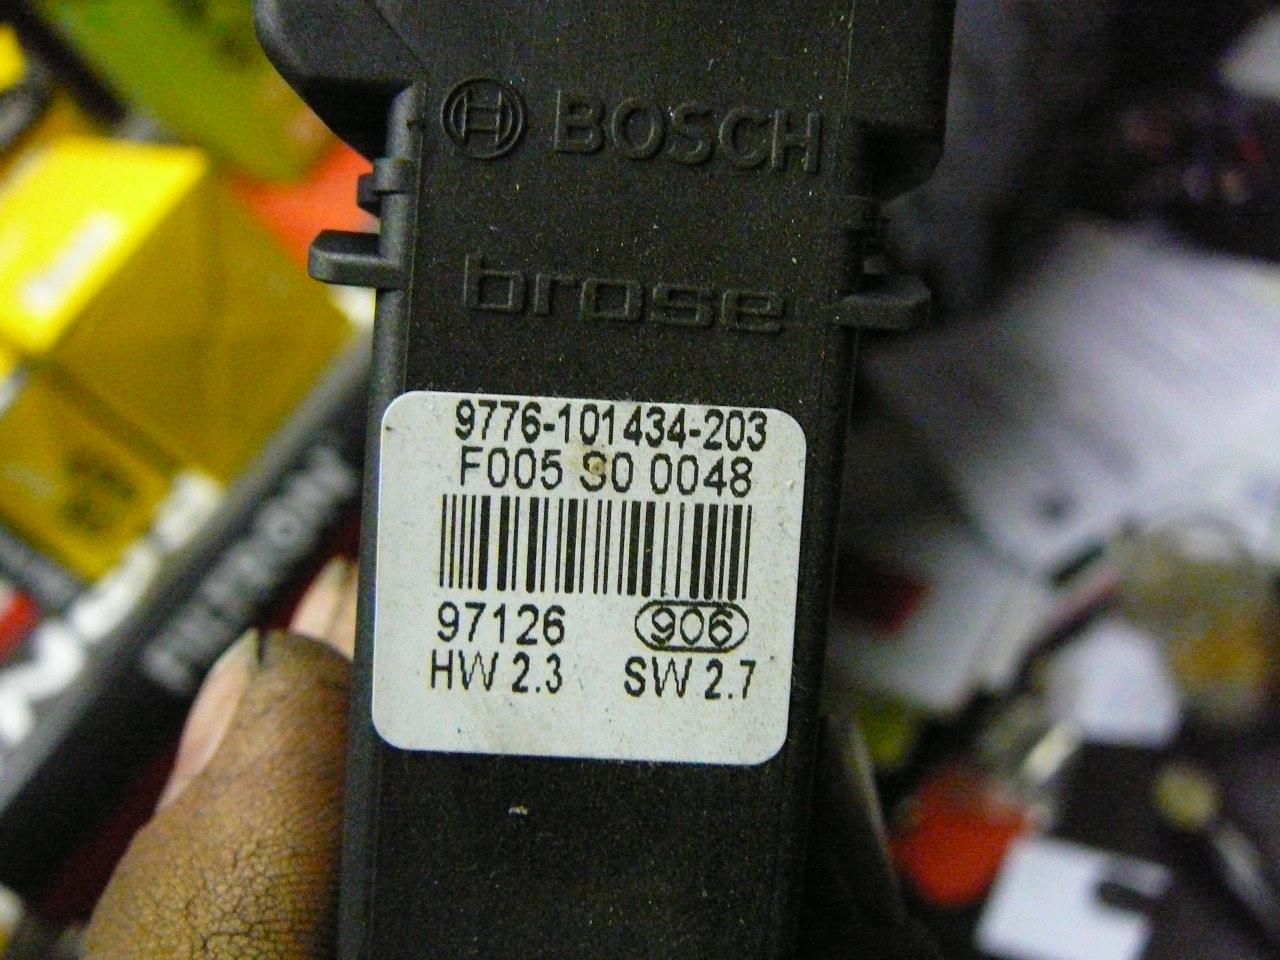 BOSCH
brose
9776-101434-203
F005 S0 0048
97126 906
HW 2.3 SW 2.7